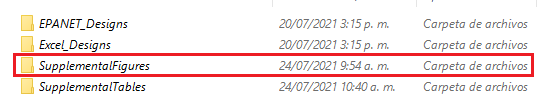 EPANET_Designs 20/07/2021 3:15 p. m. Carpeta de archivos
Excel_Designs 20/07/2021 3:15 p. m. Carpeta de archivos
SupplementalFigures 24/07/2021 9:54 a. m. Carpeta de archivos
SupplementalTables 24/07/2021 10:40 a. m. Carpeta de archivos